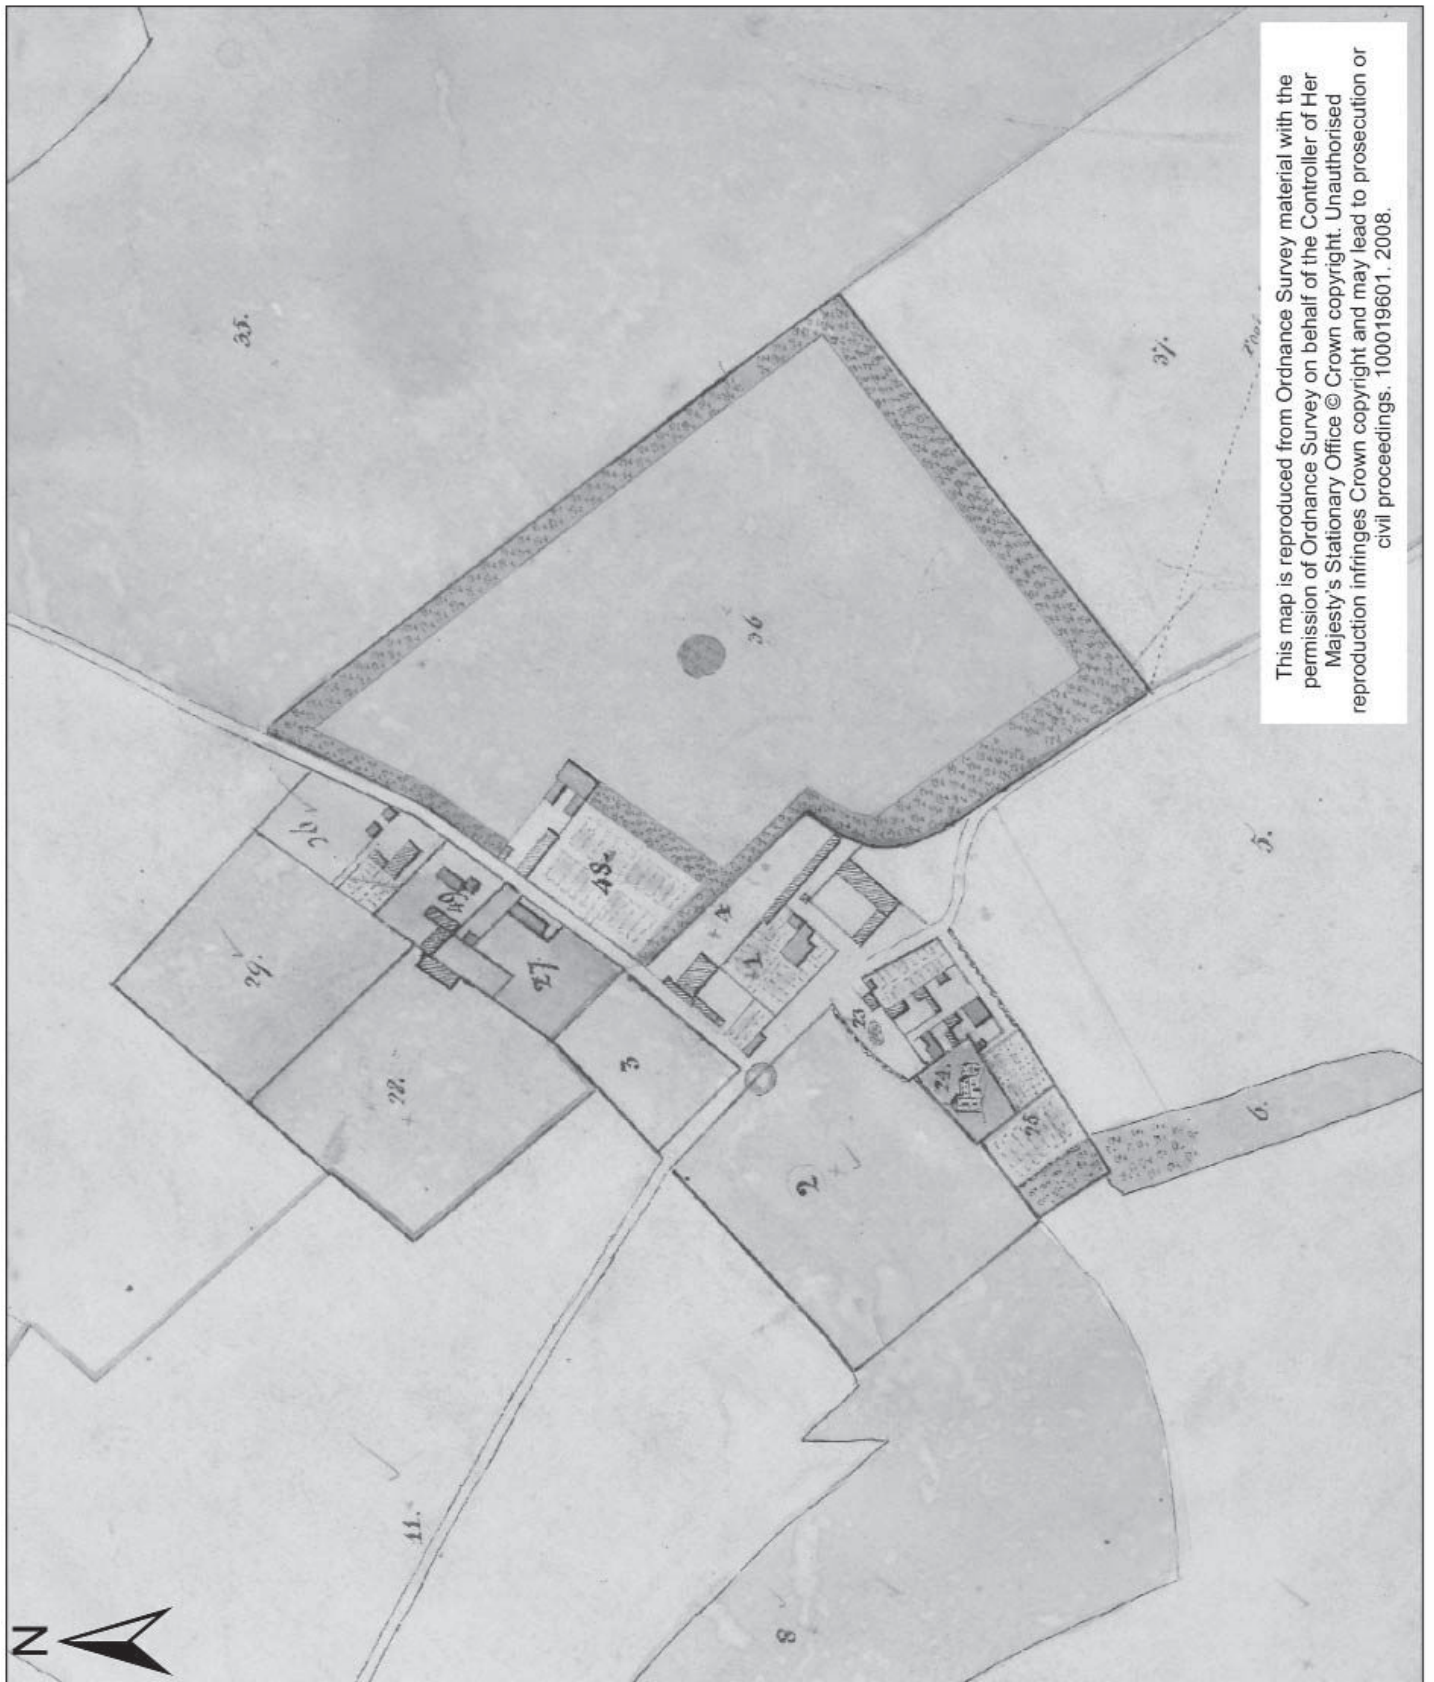 This map is reproduced from Ordnance Survey material with the
permission of Ordnance Survey on behalf of the Controller of Her
Majesty's Stationary Office © Crown copyright. Unauthorised
reproduction infringes Crown copyright and may lead to prosecution or
civil proceedings. 100019601. 2008.
N
35.
36
37.
29.
28.
27.
3
2
23
24.
5.
6.
11.
8